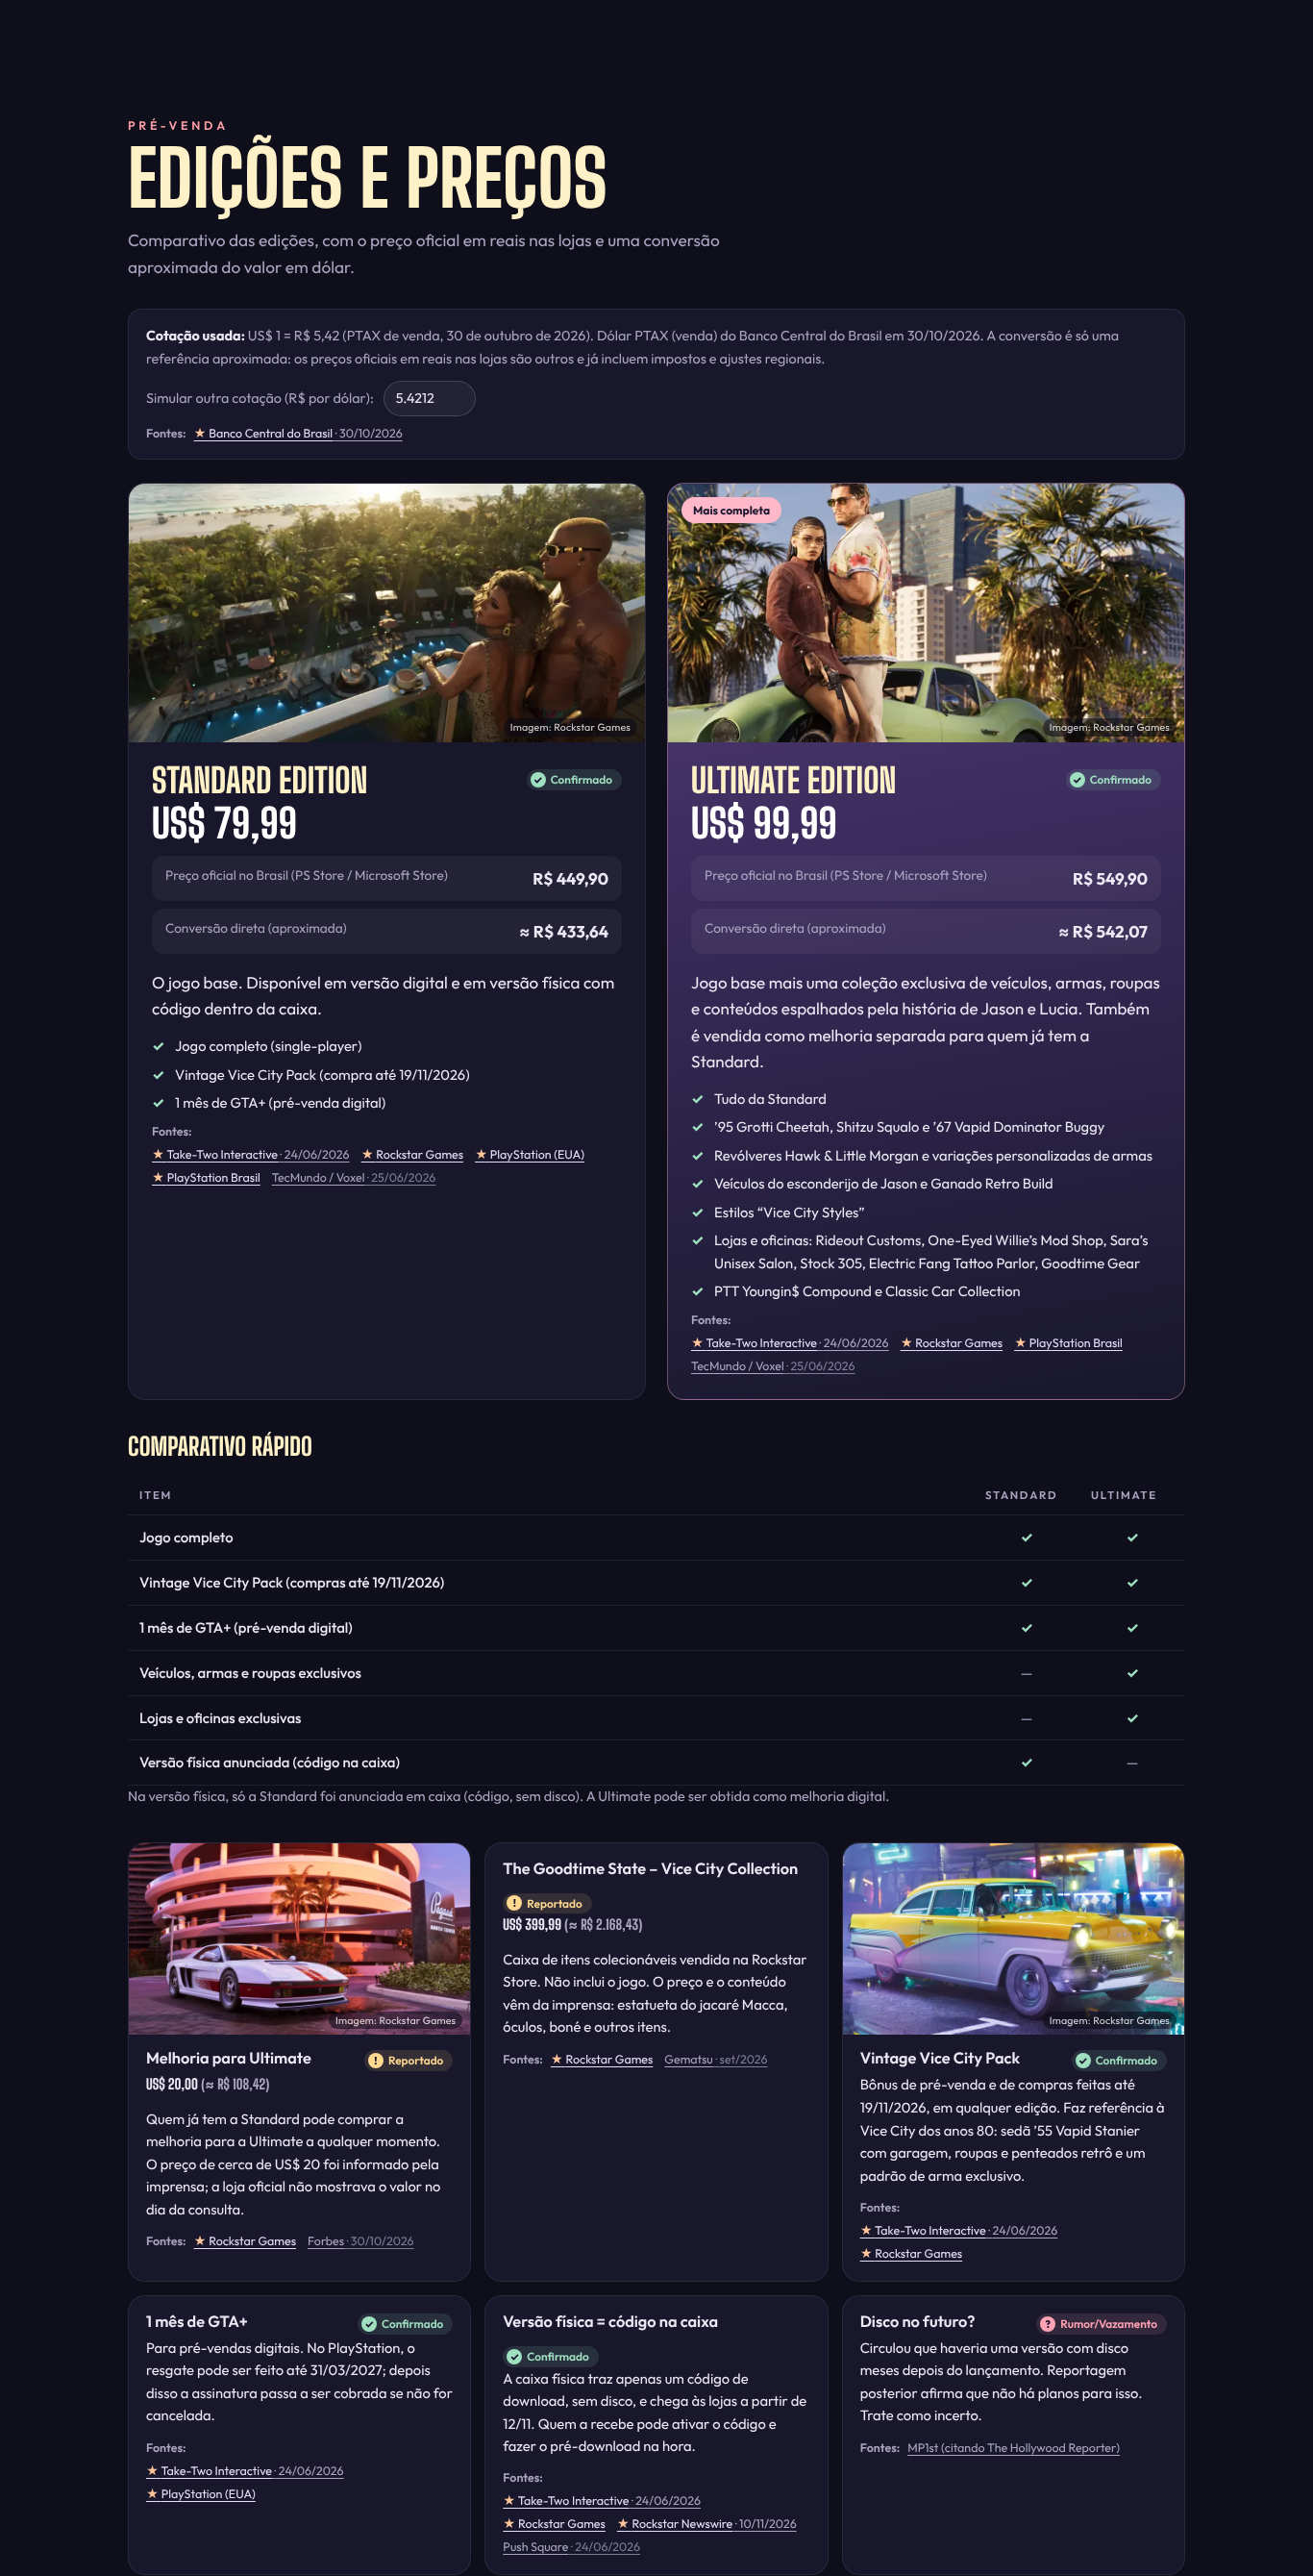 PRÉ-VENDA
EDIÇÕES E PREÇOS
Comparativo das edições, com o preço oficial em reais nas lojas e uma conversão
aproximada do valor em dólar.
Cotação usada: US$ 1 = R$ 5,42 (PTAX de venda, 30 de outubro de 2026). Dólar PTAX (venda) do Banco Central do Brasil em 30/10/2026. A conversão é só uma
referência aproximada: os preços oficiais em reais nas lojas são outros e já incluem impostos e ajustes regionais.
Simular outra cotação (R$ por dólar): 5.4212
Fontes: ★ Banco Central do Brasil · 30/10/2026
Imagem: Rockstar Games
STANDARD EDITION
Confirmado
US$ 79,99
Preço oficial no Brasil (PS Store / Microsoft Store) R$ 449,90
Conversão direta (aproximada) ≈ R$ 433,64
O jogo base. Disponível em versão digital e em versão física com
código dentro da caixa.
✓ Jogo completo (single-player)
✓ Vintage Vice City Pack (compra até 19/11/2026)
✓ 1 mês de GTA+ (pré-venda digital)
Fontes:
★ Take-Two Interactive · 24/06/2026 ★ Rockstar Games ★ PlayStation (EUA)
★ PlayStation Brasil TecMundo / Voxel · 25/06/2026
Mais completa
Imagem: Rockstar Games
ULTIMATE EDITION
Confirmado
US$ 99,99
Preço oficial no Brasil (PS Store / Microsoft Store) R$ 549,90
Conversão direta (aproximada) ≈ R$ 542,07
Jogo base mais uma coleção exclusiva de veículos, armas, roupas
e conteúdos espalhados pela história de Jason e Lucia. Também
é vendida como melhoria separada para quem já tem a
Standard.
✓ Tudo da Standard
✓ ’95 Grotti Cheetah, Shitzu Squalo e ’67 Vapid Dominator Buggy
✓ Revólveres Hawk & Little Morgan e variações personalizadas de armas
✓ Veículos do esconderijo de Jason e Ganado Retro Build
✓ Estilos “Vice City Styles”
✓ Lojas e oficinas: Rideout Customs, One-Eyed Willie’s Mod Shop, Sara’s
Unisex Salon, Stock 305, Electric Fang Tattoo Parlor, Goodtime Gear
✓ PTT Youngin$ Compound e Classic Car Collection
Fontes:
★ Take-Two Interactive · 24/06/2026 ★ Rockstar Games ★ PlayStation Brasil
TecMundo / Voxel · 25/06/2026
COMPARATIVO RÁPIDO
ITEM STANDARD ULTIMATE
Jogo completo ✓ ✓
Vintage Vice City Pack (compras até 19/11/2026) ✓ ✓
1 mês de GTA+ (pré-venda digital) ✓ ✓
Veículos, armas e roupas exclusivos — ✓
Lojas e oficinas exclusivas — ✓
Versão física anunciada (código na caixa) ✓ —
Na versão física, só a Standard foi anunciada em caixa (código, sem disco). A Ultimate pode ser obtida como melhoria digital.
Pegasus
Imagem: Rockstar Games
Melhoria para Ultimate
Reportado
US$ 20,00 (≈ R$ 108,42)
Quem já tem a Standard pode comprar a
melhoria para a Ultimate a qualquer momento.
O preço de cerca de US$ 20 foi informado pela
imprensa; a loja oficial não mostrava o valor no
dia da consulta.
Fontes: ★ Rockstar Games Forbes · 30/10/2026
The Goodtime State – Vice City Collection
Reportado
US$ 399,99 (≈ R$ 2.168,43)
Caixa de itens colecionáveis vendida na Rockstar
Store. Não inclui o jogo. O preço e o conteúdo
vêm da imprensa: estatueta do jacaré Macca,
óculos, boné e outros itens.
Fontes: ★ Rockstar Games Gematsu · set/2026
Imagem: Rockstar Games
Vintage Vice City Pack
Confirmado
Bônus de pré-venda e de compras feitas até
19/11/2026, em qualquer edição. Faz referência à
Vice City dos anos 80: sedã ’55 Vapid Stanier
com garagem, roupas e penteados retrô e um
padrão de arma exclusivo.
Fontes:
★ Take-Two Interactive · 24/06/2026
★ Rockstar Games
1 mês de GTA+
Confirmado
Para pré-vendas digitais. No PlayStation, o
resgate pode ser feito até 31/03/2027; depois
disso a assinatura passa a ser cobrada se não for
cancelada.
Fontes:
★ Take-Two Interactive · 24/06/2026
★ PlayStation (EUA)
Versão física = código na caixa
Confirmado
A caixa física traz apenas um código de
download, sem disco, e chega às lojas a partir de
12/11. Quem a recebe pode ativar o código e
fazer o pré-download na hora.
Fontes:
★ Take-Two Interactive · 24/06/2026
★ Rockstar Games ★ Rockstar Newswire · 10/11/2026
Push Square · 24/06/2026
Disco no futuro?
Rumor/Vazamento
Circulou que haveria uma versão com disco
meses depois do lançamento. Reportagem
posterior afirma que não há planos para isso.
Trate como incerto.
Fontes: MP1st (citando The Hollywood Reporter)